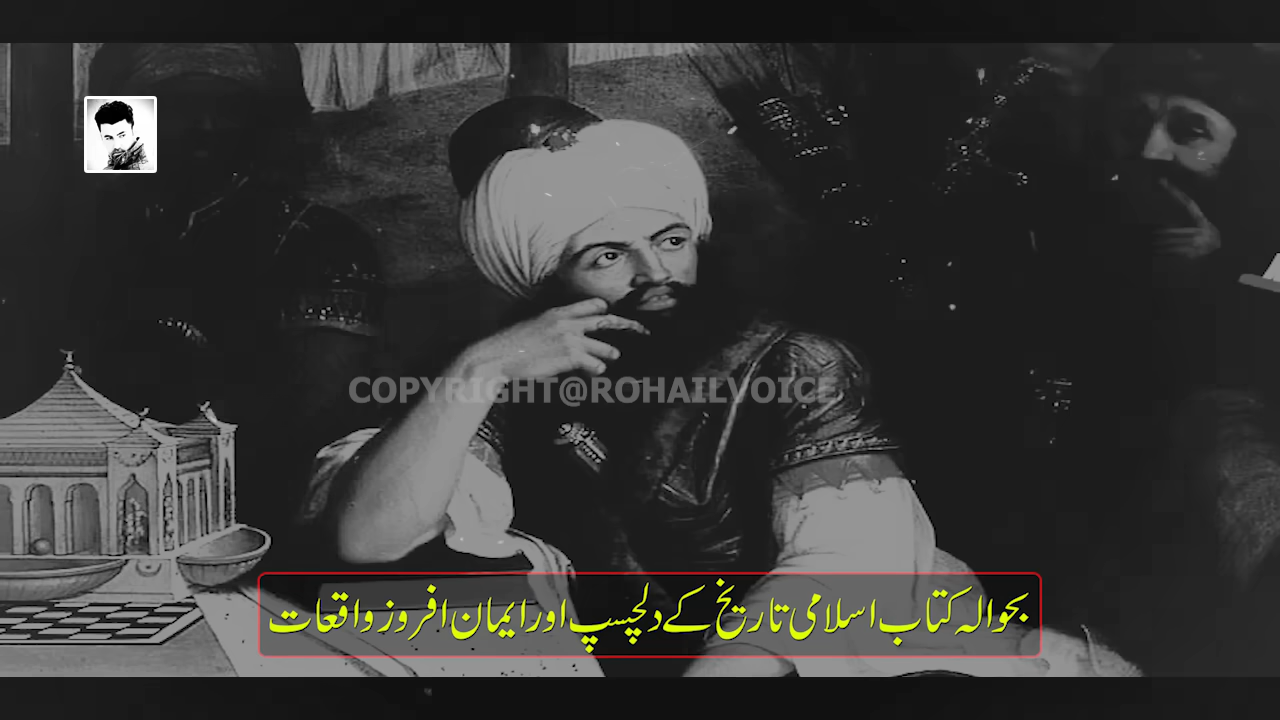 COPYRIGHT@ROHAILVOICE
بحوالہ کتاب اسلامی تاریخ کے دلچسپ اور ایمان افروز واقعات